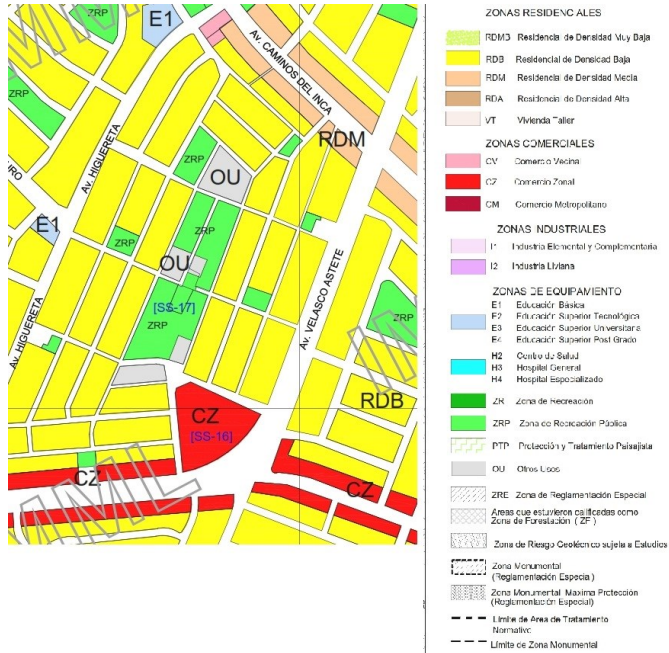 ZRP
E1
Av. CAMINOS DEL INCA
ZRP
RDM
ZRP
OU
Av. HIGUERETA
URO
E1
ZRP
ZRP
OU
[SS-17]
ZRP
Av. VELASCO ASTETE
ZRP
Av. HIGUERETA
RDB
CZ
[SS-16]
CZ
CZ
ZONAS RESIDENCIALES
RDMB Residencia de Densidad Muy Baja
RDB Residencial de Densidad Baja
RDM Residencial de Densidad Media
RDA Residencia de Densidad Alta
VT Vivienda Taller
ZONAS COMERCIALES
CV Comercio Vecina
CZ Comercio Zonal
CM Comercio Metropolitano
ZONAS INDUSTRIALES
I1 Industria Elemental y Complementaria
I2 Industria Liviana
ZONAS DE EQUIPAMIENTO
E1 Educación Básica
E2 Educación Superior Tecnológica
E3 Educación Superior Universitaria
E4 Educación Superior Post Grado
H2 Centro de Salud
H3 Hospital General
H4 Hospital Especializado
ZR Zona de Recreación
ZRP Zona de Recreación Pública
PTP Protección y Tratamiento Paisajista
OU Otros Usos
ZRE Zona de Reglamentación Especial
Areas que estuvieron calificadas como
Zona de Forestación ( ZF )
Zona de Riesgo Geotécnico sujeta a Estudios
Zona Monumental
(Reglamentación Especia )
Zona Monumental Maxima Protección
(Reglamentación Especial)
Límite de Area de Tratamiento
Normativo
Límite de Zona Monumental